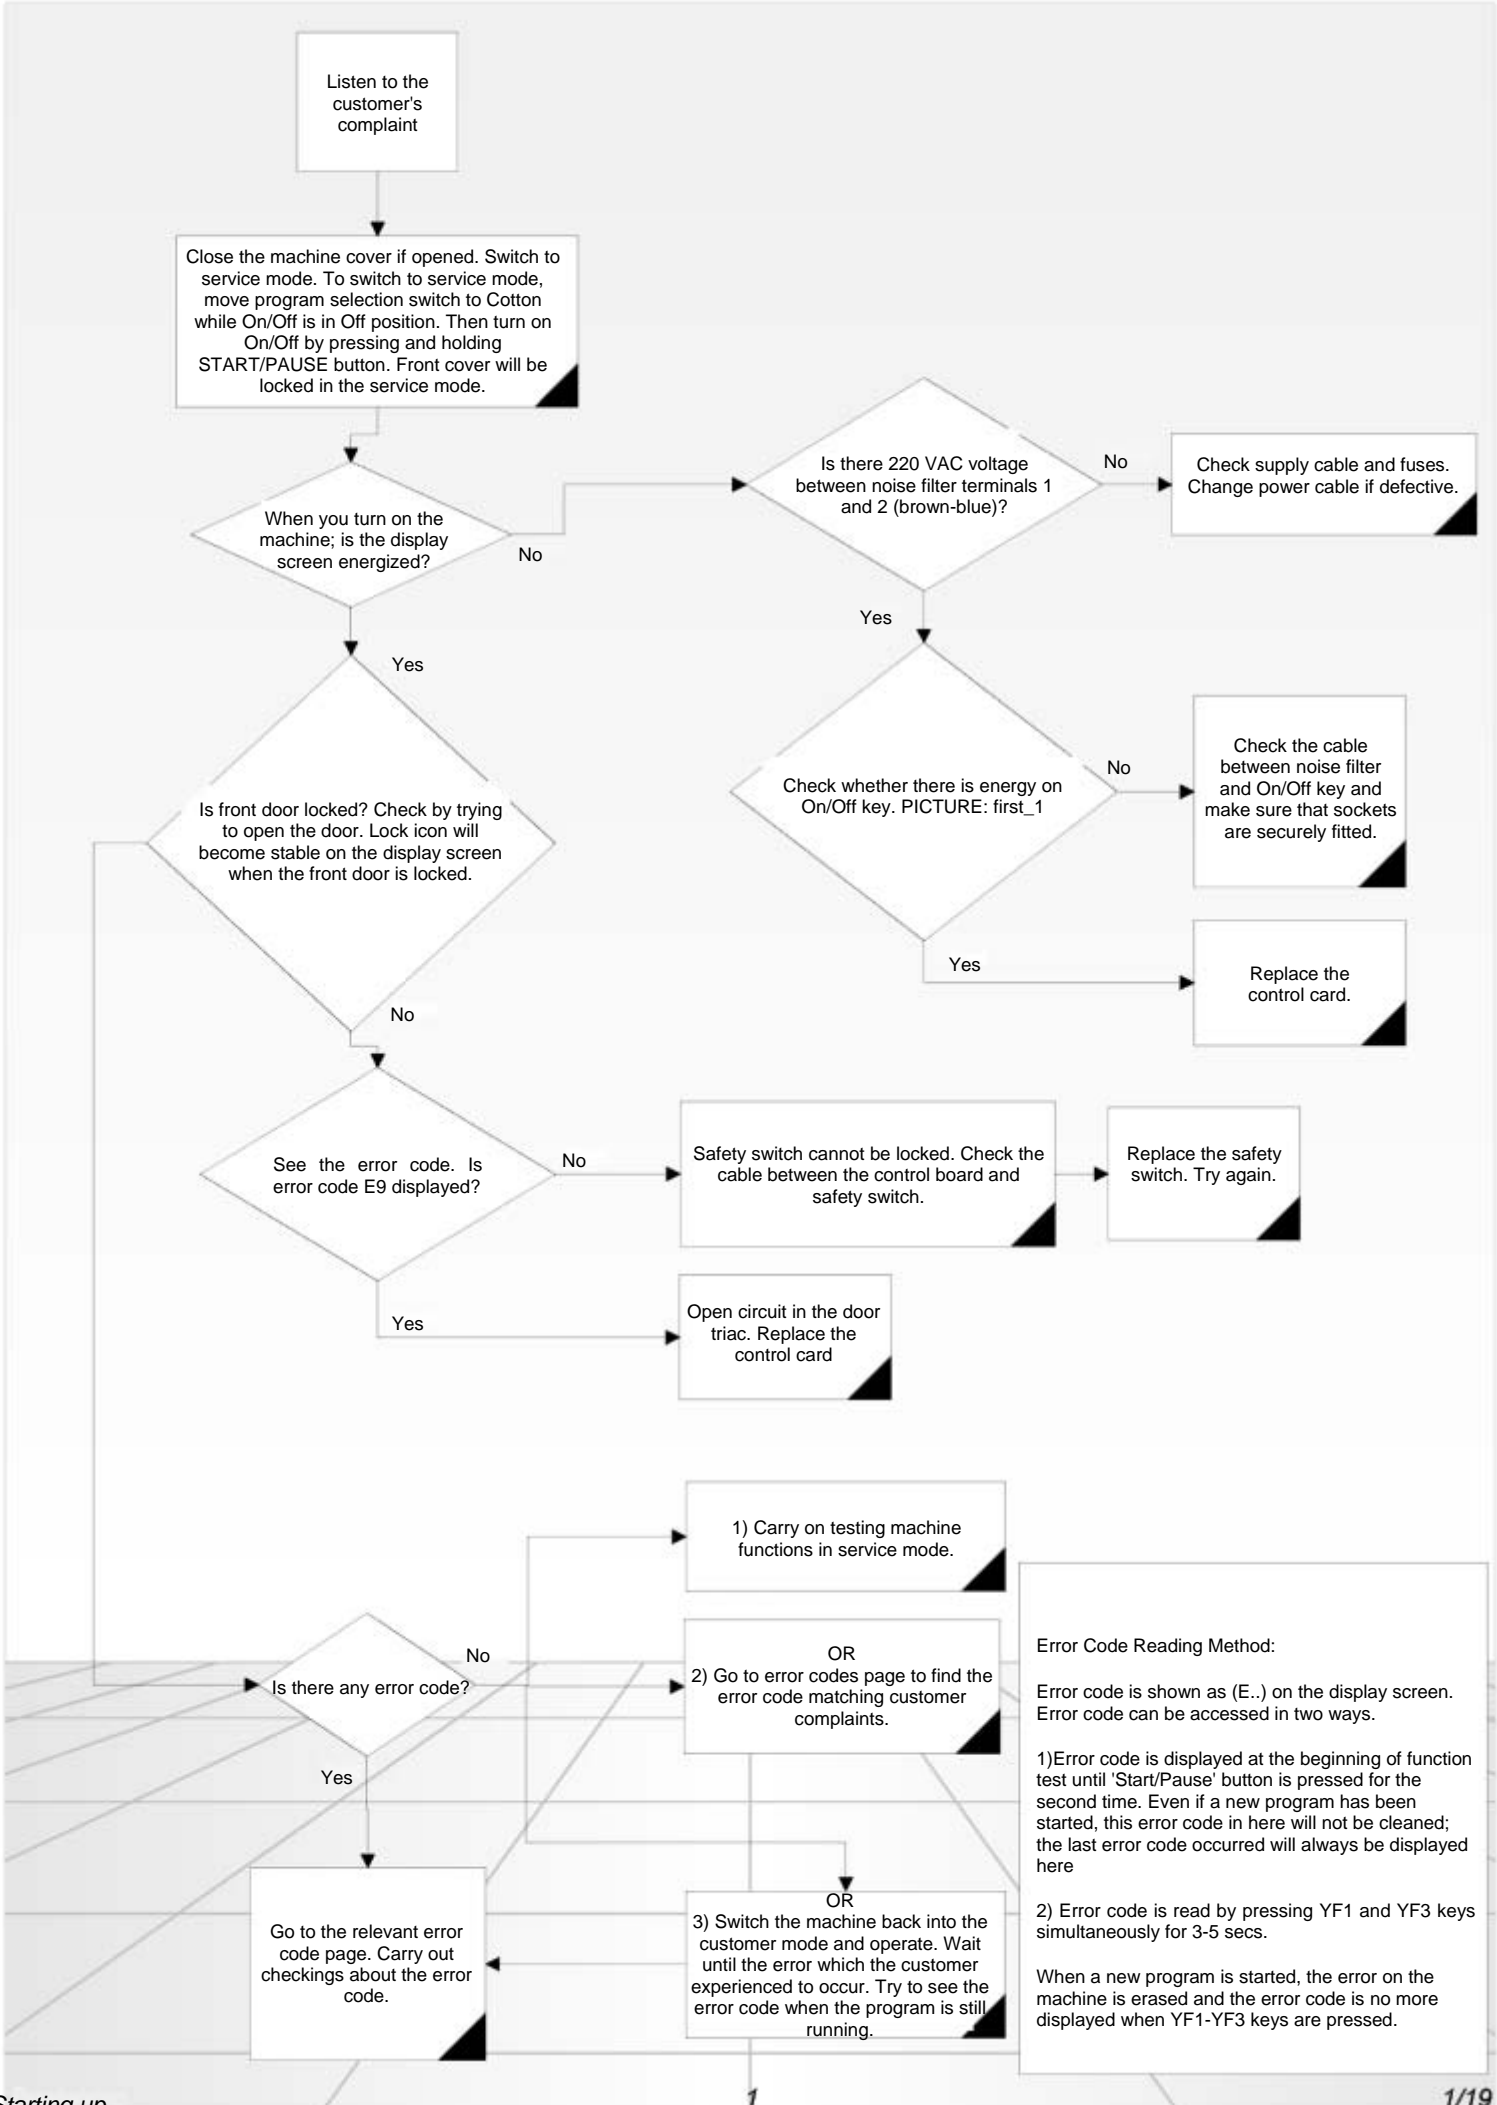 Listen to the
customer's
complaint
Close the machine cover if opened. Switch to
service mode. To switch to service mode,
move program selection switch to Cotton
while On/Off is in Off position. Then turn on
On/Off by pressing and holding
START/PAUSE button. Front cover will be
locked in the service mode.
When you turn on the
machine; is the display
screen energized?
No
Yes
Is there 220 VAC voltage
between noise filter terminals 1
and 2 (brown-blue)?
No
Check supply cable and fuses.
Change power cable if defective.
Yes
Check whether there is energy on
On/Off key. PICTURE: first_1
No
Check the cable
between noise filter
and On/Off key and
make sure that sockets
are securely fitted.
Yes
Replace the
control card.
Is front door locked? Check by trying
to open the door. Lock icon will
become stable on the display screen
when the front door is locked.
No
See the error code. Is
error code E9 displayed?
No
Safety switch cannot be locked. Check the
cable between the control board and
safety switch.
Replace the safety
switch. Try again.
Yes
Open circuit in the door
triac. Replace the
control card
Is there any error code?
No
1) Carry on testing machine
functions in service mode.
OR
2) Go to error codes page to find the
error code matching customer
complaints.
OR
3) Switch the machine back into the
customer mode and operate. Wait
until the error which the customer
experienced to occur. Try to see the
error code when the program is still
running.
Yes
Go to the relevant error
code page. Carry out
checkings about the error
code.
Error Code Reading Method:
Error code is shown as (E..) on the display screen.
Error code can be accessed in two ways.
1)Error code is displayed at the beginning of function
test until 'Start/Pause' button is pressed for the
second time. Even if a new program has been
started, this error code in here will not be cleaned;
the last error code occurred will always be displayed
here
2) Error code is read by pressing YF1 and YF3 keys
simultaneously for 3-5 secs.
When a new program is started, the error on the
machine is erased and the error code is no more
displayed when YF1-YF3 keys are pressed.
Starting up
1
1/19